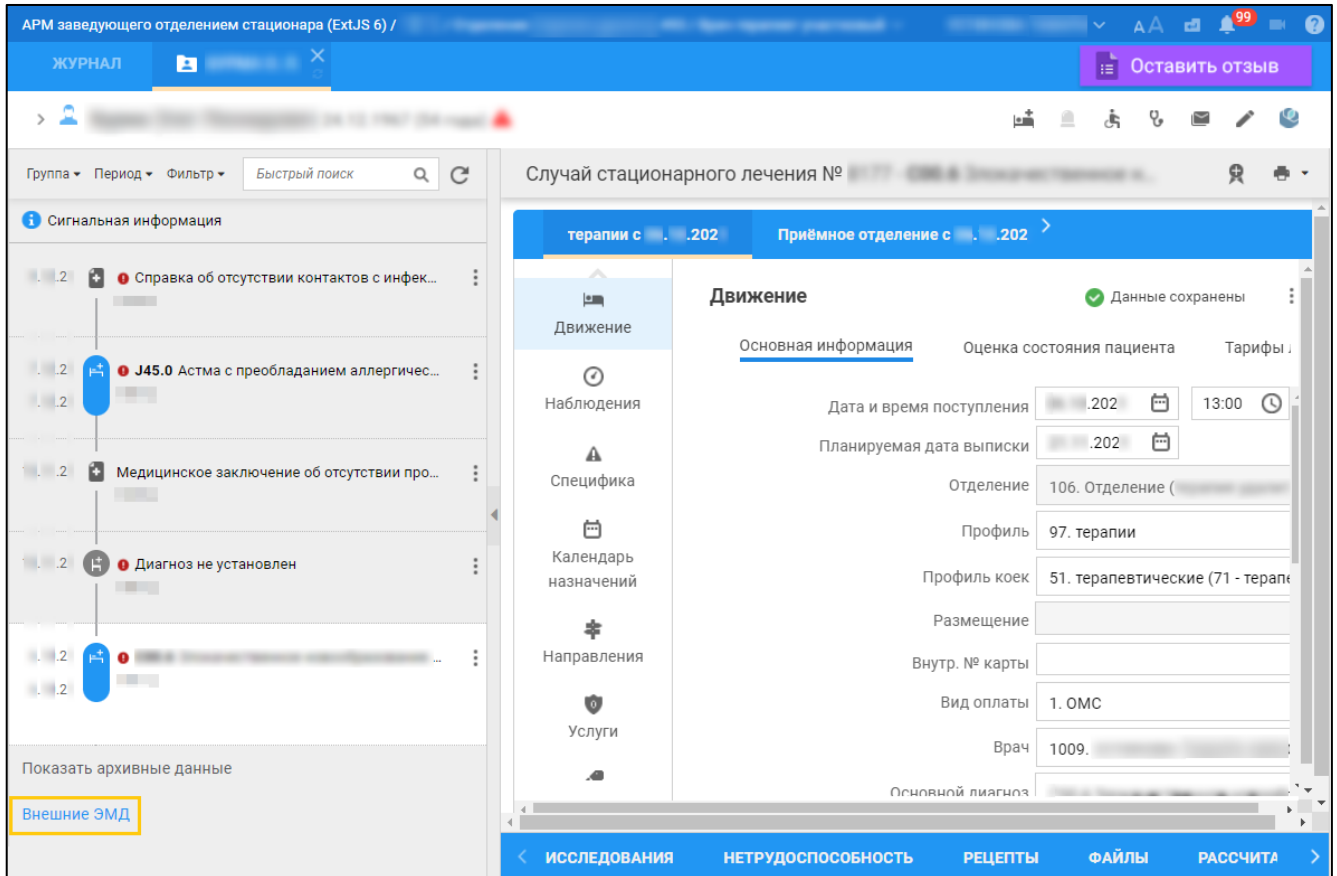 АРМ заведующего отделением стационара (ExtJS 6) /
AA
99
ЖУРНАЛ
Оставить отзыв
Группа Период Фильтр Быстрый поиск
Случай стационарного лечения №
Сигнальная информация
терапии с . .202
Приёмное отделение с . .202
Справка об отсутствии контактов с инфек...
Движение
Движение
Данные сохранены
Основная информация
Оценка состояния пациента
Тарифы
J45.0 Астма с преобладанием аллергичес...
Наблюдения
Дата и время поступления .202 13:00
Планируемая дата выписки .202
Специфика
Медицинское заключение об отсутствии про...
Отделение 106. Отделение (
Профиль 97. терапии
Календарь
назначений
Диагноз не установлен
Профиль коек 51. терапевтические (71 - терапе
Размещение
Направления
Внутр. № карты
Вид оплаты 1. ОМС
Услуги
Врач 1009.
Основной диагноз
Показать архивные данные
Внешние ЭМД
ИССЛЕДОВАНИЯ НЕТРУДОСПОСОБНОСТЬ РЕЦЕПТЫ ФАЙЛЫ РАССЧИТА